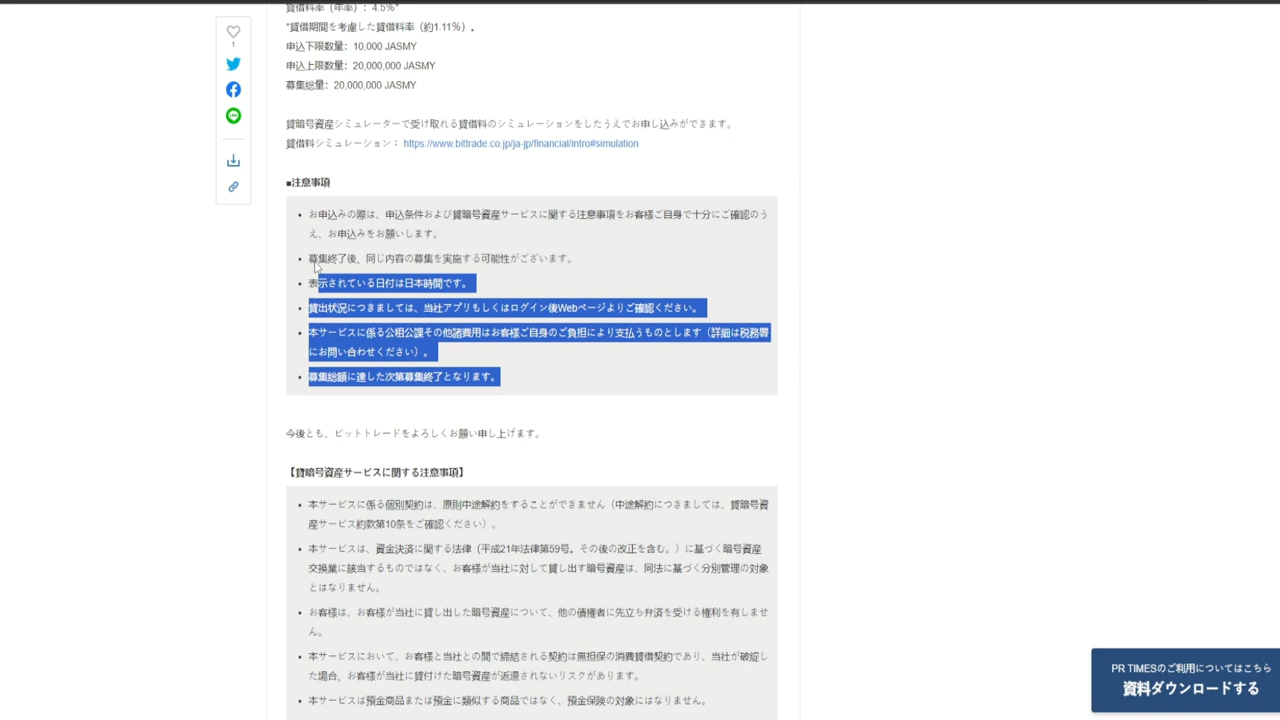 貸借料率（年率）: 4.5%*
*貸借期間を考慮した貸借料率（約1.11%）。
申込下限数量: 10,000 JASMY
申込上限数量: 20,000,000 JASMY
募集総量: 20,000,000 JASMY
貸暗号資産シミュレーターで受け取れる貸借料のシミュレーションをしたうえでお申し込みができます。
貸借料シミュレーション： https://www.bittrade.co.jp/ja-jp/financial/intro#simulation
■注意事項
・お申込みの際は、申込条件および貸暗号資産サービスに関する注意事項をお客様ご自身で十分にご確認のう
え、お申込みをお願いします。
・募集終了後、同じ内容の募集を実施する可能性がございます。
・表示されている日付は日本時間です。
・貸出状況につきましては、当社アプリもしくはログイン後Webページよりご確認ください。
・本サービスに係る公租公課その他諸費用はお客様ご自身のご負担により支払うものとします（詳細は税務署
にお問い合わせください）。
・募集総額に達した次第募集終了となります。
今後とも、ビットトレードをよろしくお願い申し上げます。
【貸暗号資産サービスに関する注意事項】
・本サービスに係る個別契約は、原則中途解約をすることができません（中途解約につきましては、貸暗号資
産サービス約款第10条をご確認ください）。
・本サービスは、資金決済に関する法律（平成21年法律第59号。その後の改正を含む。）に基づく暗号資産
交換業に該当するものではなく、お客様が当社に対して貸し出す暗号資産は、同法に基づく分別管理の対象
とはなりません。
・お客様は、お客様が当社に貸し出した暗号資産について、他の債権者に先立ち弁済を受ける権利を有しませ
ん。
・本サービスにおいて、お客様と当社との間で締結される契約は無担保の消費貸借契約であり、当社が破綻し
た場合、お客様が当社に貸付けた暗号資産が返還されないリスクがあります。
・本サービスは預金商品または預金に類似する商品ではなく、預金保険の対象にはなりません。
1
LINE
PR TIMESのご利用についてはこちら
資料ダウンロードする